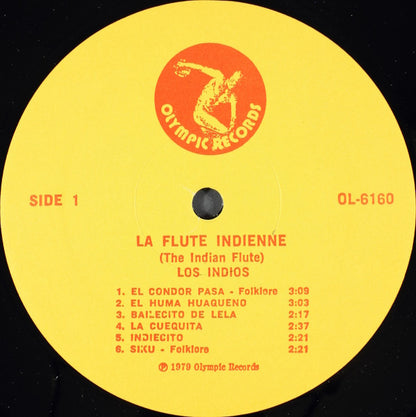 OLYMPIC RECORDS
SIDE 1
OL-6160
LA FLUTE INDIENNE
(The Indian Flute)
LOS INDIOS
1. EL CONDOR PASA - Folklore 3:09
2. EL HUMA HUAQUENO 3:03
3. BAILECITO DE LELA 2:17
4. LA CUEQUITA 2:37
5. INDIECITO 2:21
6. SIKU - Folklore 2:21
℗ 1979 Olympic Records